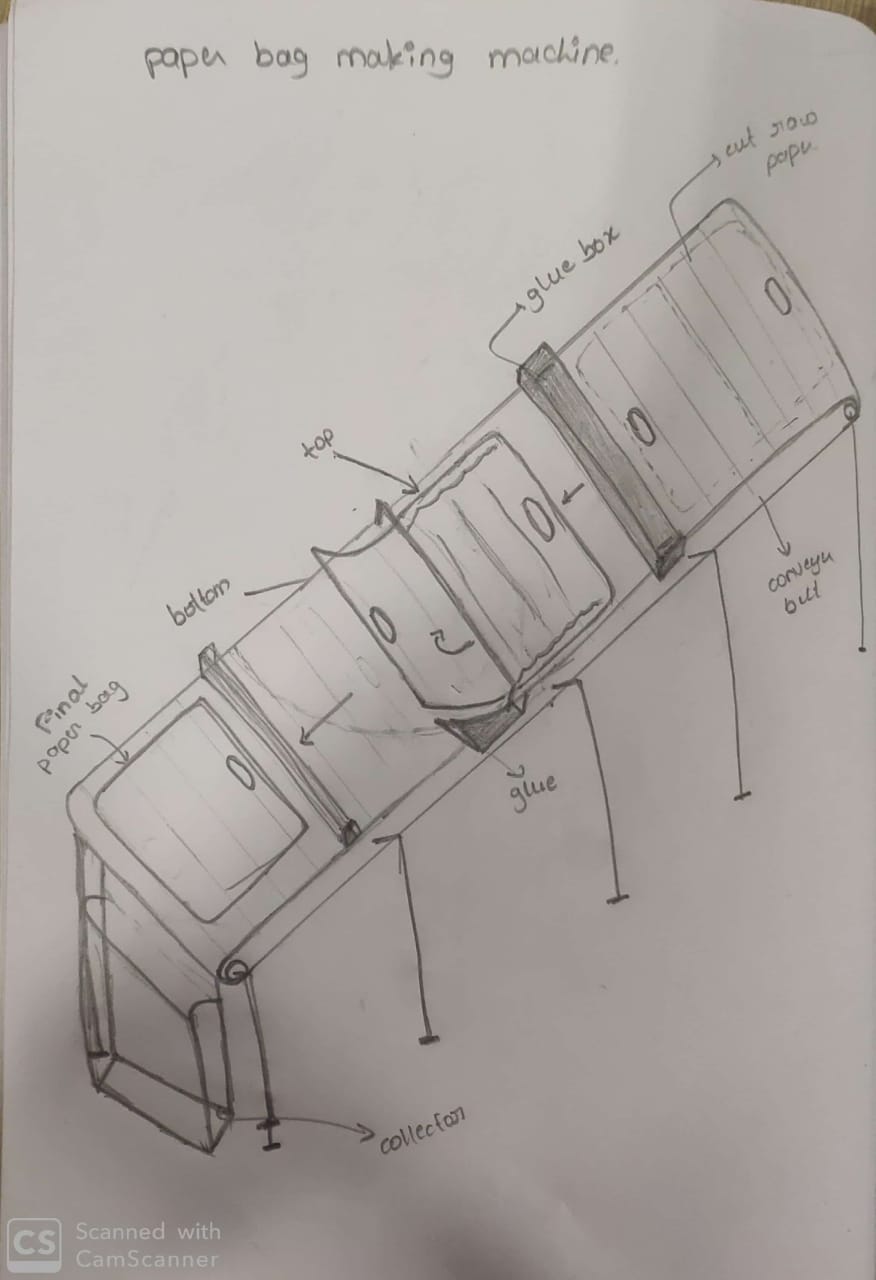 paper bag making machine.
cut raw
paper
glue box
top
conveyu
belt
bottom
Final
paper bag
glue
collector
CS Scanned with
CamScanner